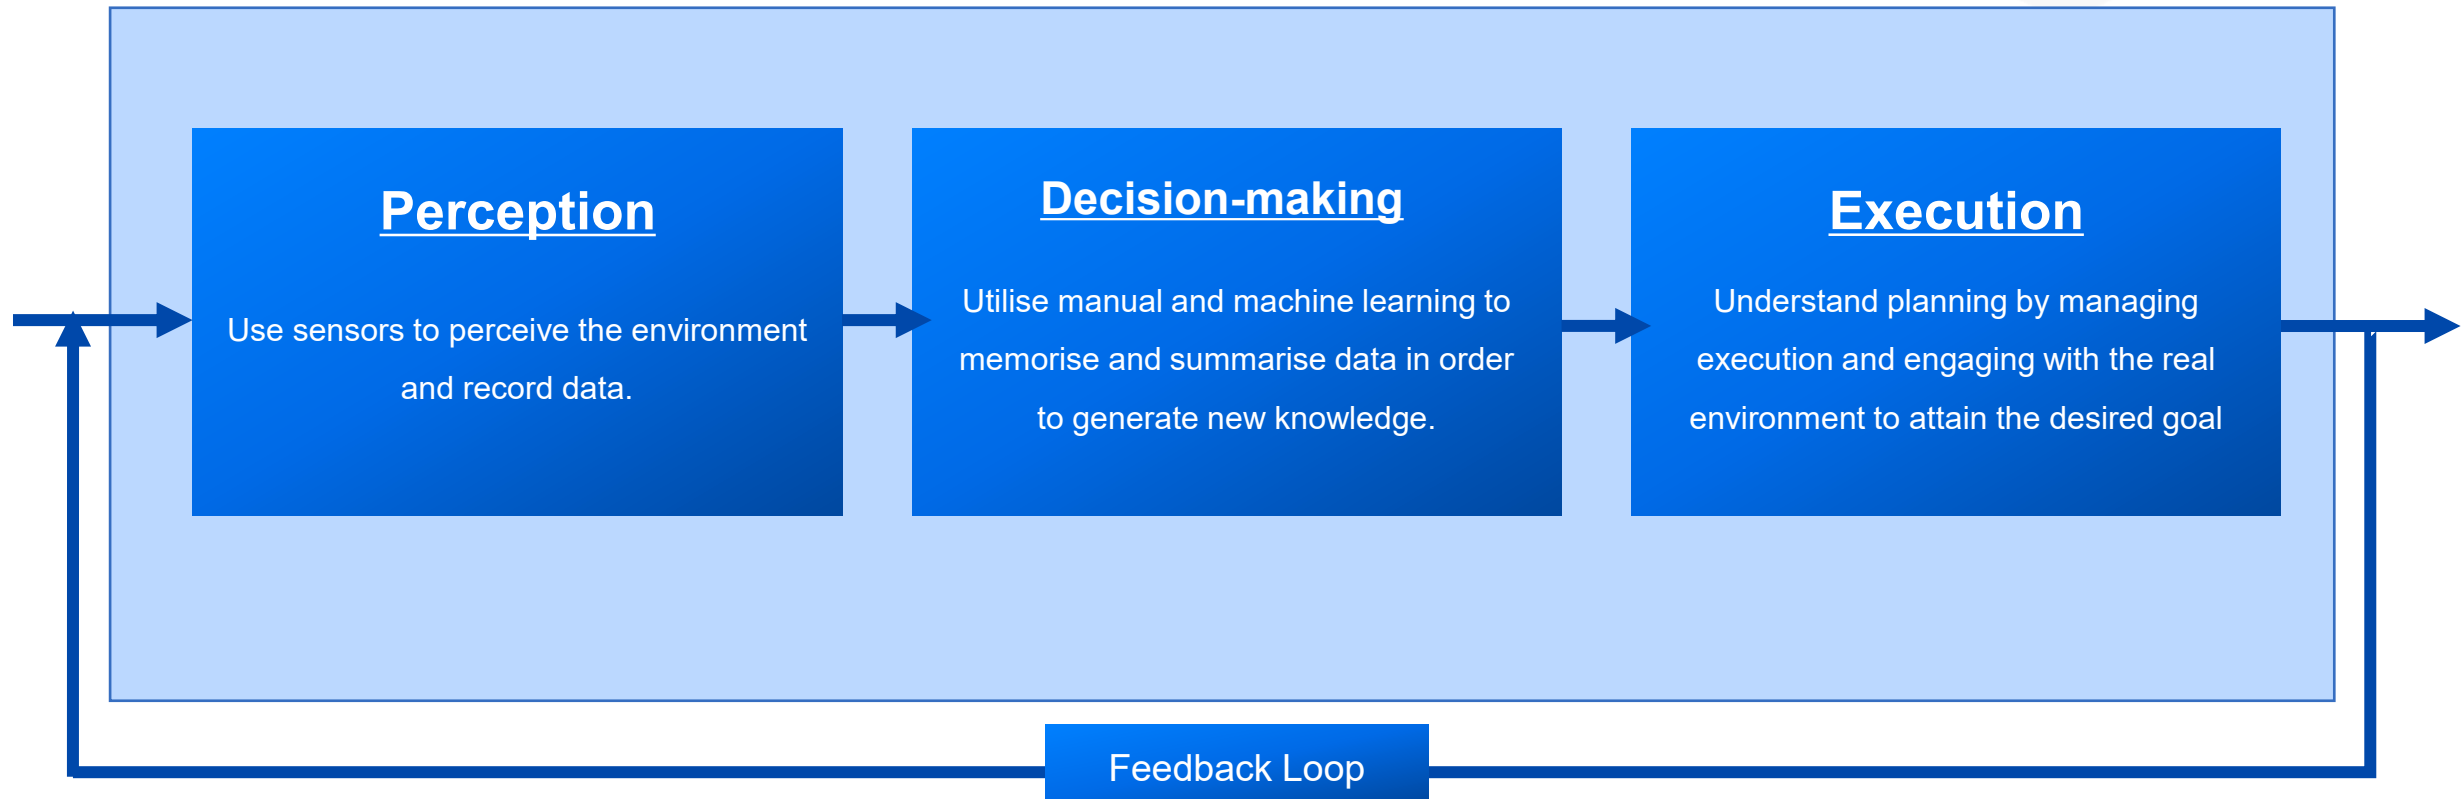 Perception
Use sensors to perceive the environment
and record data.
Decision-making
Utilise manual and machine learning to
memorise and summarise data in order
to generate new knowledge.
Execution
Understand planning by managing
execution and engaging with the real
environment to attain the desired goal
Feedback Loop